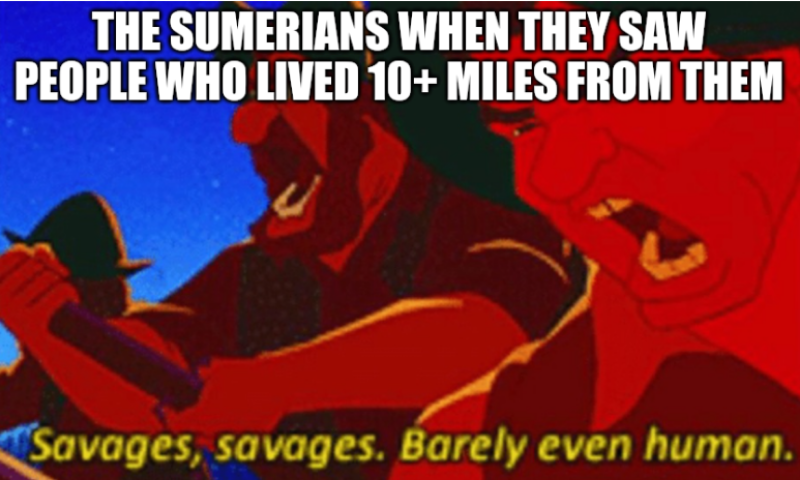 THE SUMERIANS WHEN THEY SAW
PEOPLE WHO LIVED 10+ MILES FROM THEM
Savages, savages. Barely even human.